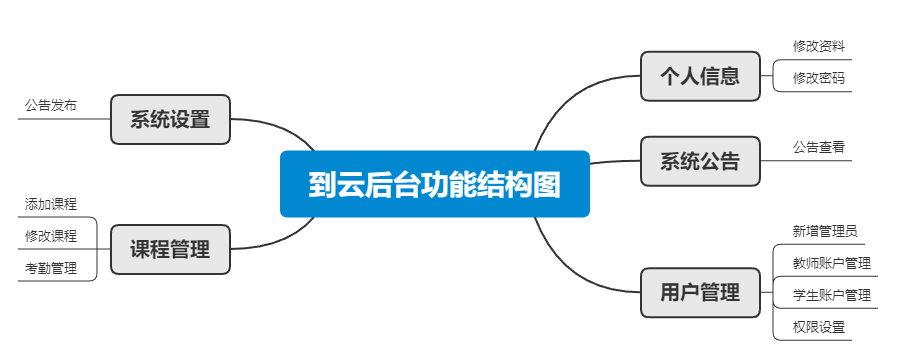 到云后台功能结构图
个人信息
修改资料
修改密码
系统公告
公告查看
用户管理
新增管理员
教师账户管理
学生账户管理
权限设置
系统设置
公告发布
课程管理
添加课程
修改课程
考勤管理